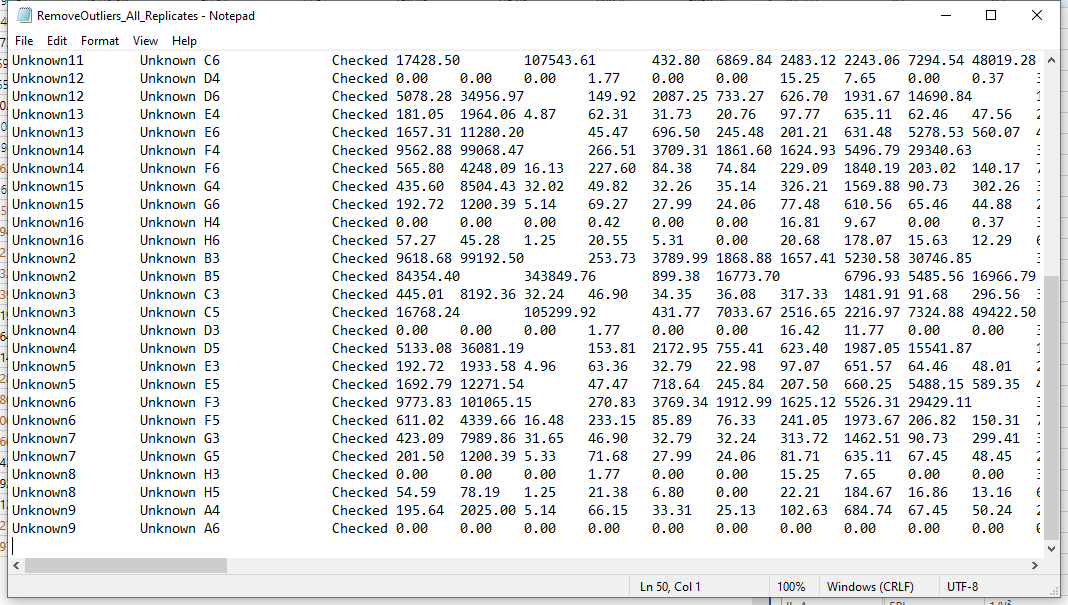 RemoveOutliers_All_Replicates - Notepad
File Edit Format View Help
Unknown11 Unknown C6 Checked 17428.50 107543.61 432.80 6869.84 2483.12 2243.06 7294.54 48019.28
Unknown12 Unknown D4 Checked 0.00 0.00 0.00 1.77 0.00 0.00 15.25 7.65 0.00 0.37
Unknown12 Unknown D6 Checked 5078.28 34956.97 149.92 2087.25 733.27 626.70 1931.67 14690.84
Unknown13 Unknown E4 Checked 181.05 1964.06 4.87 62.31 31.73 20.76 97.77 635.11 62.46 47.56
Unknown13 Unknown E6 Checked 1657.31 11280.20 45.47 696.50 245.48 201.21 631.48 5278.53 560.07
Unknown14 Unknown F4 Checked 9562.88 99068.47 266.51 3709.31 1861.60 1624.93 5496.79 29340.63
Unknown14 Unknown F6 Checked 565.80 4248.09 16.13 227.60 84.38 74.84 229.09 1840.19 203.02 140.17
Unknown15 Unknown G4 Checked 435.60 8504.43 32.02 49.82 32.26 35.14 326.21 1569.88 90.73 302.26
Unknown15 Unknown G6 Checked 192.72 1200.39 5.14 69.27 27.99 24.06 77.48 610.56 65.46 44.88
Unknown16 Unknown H4 Checked 0.00 0.00 0.00 0.42 0.00 0.00 16.81 9.67 0.00 0.37
Unknown16 Unknown H6 Checked 57.27 45.28 1.25 20.55 5.31 0.00 20.68 178.07 15.63 12.29
Unknown2 Unknown B3 Checked 9618.68 99192.50 253.73 3789.99 1868.88 1657.41 5230.58 30746.85
Unknown2 Unknown B5 Checked 84354.40 343849.76 899.38 16773.70 6796.93 5485.56 16966.79
Unknown3 Unknown C3 Checked 445.01 8192.36 32.24 46.90 34.35 36.08 317.33 1481.91 91.68 296.56
Unknown3 Unknown C5 Checked 16768.24 105299.92 431.77 7033.67 2516.65 2216.97 7324.88 49422.50
Unknown4 Unknown D3 Checked 0.00 0.00 0.00 1.77 0.00 0.00 16.42 11.77 0.00 0.00
Unknown4 Unknown D5 Checked 5133.08 36081.19 153.81 2172.95 755.41 623.40 1987.05 15541.87
Unknown5 Unknown E3 Checked 192.72 1933.58 4.96 63.36 32.79 22.98 97.07 651.57 64.46 48.01
Unknown5 Unknown E5 Checked 1692.79 12271.54 47.47 718.64 245.84 207.50 660.25 5488.15 589.35
Unknown6 Unknown F3 Checked 9773.83 101065.15 270.83 3769.34 1912.99 1625.12 5526.31 29429.11
Unknown6 Unknown F5 Checked 611.02 4339.66 16.48 233.15 85.89 76.33 241.05 1973.67 206.82 150.31
Unknown7 Unknown G3 Checked 423.09 7989.86 31.65 46.90 32.79 32.24 313.72 1462.51 90.73 299.41
Unknown7 Unknown G5 Checked 201.50 1200.39 5.33 71.68 27.99 24.06 81.71 635.11 67.45 48.45
Unknown8 Unknown H3 Checked 0.00 0.00 0.00 1.77 0.00 0.00 15.25 7.65 0.00 0.00
Unknown8 Unknown H5 Checked 54.59 78.19 1.25 21.38 6.80 0.00 22.21 184.67 16.86 13.16
Unknown9 Unknown A4 Checked 195.64 2025.00 5.14 66.15 33.31 25.13 102.63 684.74 67.45 50.24
Unknown9 Unknown A6 Checked 0.00 0.00 0.00 0.00 0.00 0.00 0.00 0.00 0.00 0.00
Ln 50, Col 1 100% Windows (CRLF) UTF-8